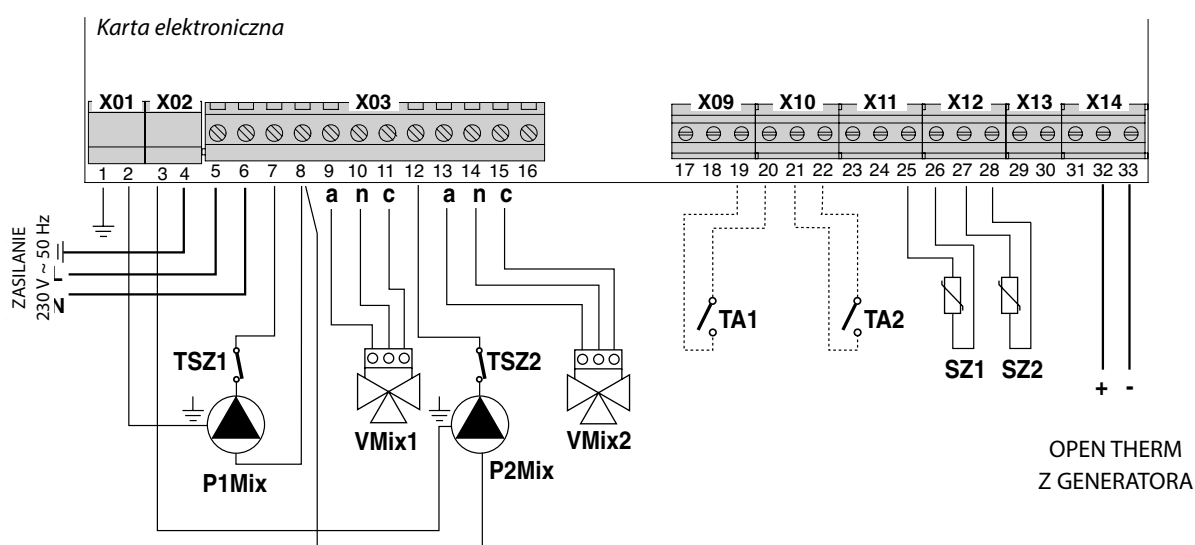 Karta elektroniczna
X01 X02 X03 X09 X10 X11 X12 X13 X14
1 2 3 4 5 6 7 8 9 10 11 12 13 14 15 16 17 18 19 20 21 22 23 24 25 26 27 28 29 30 31 32 33
a n c a n c
ZASILANIE
230 V ~ 50 Hz
L
N
TSZ1
TSZ2
TA1
TA2
SZ1 SZ2
+ -
VMix1
VMix2
P1Mix
P2Mix
OPEN THERM
Z GENERATORA